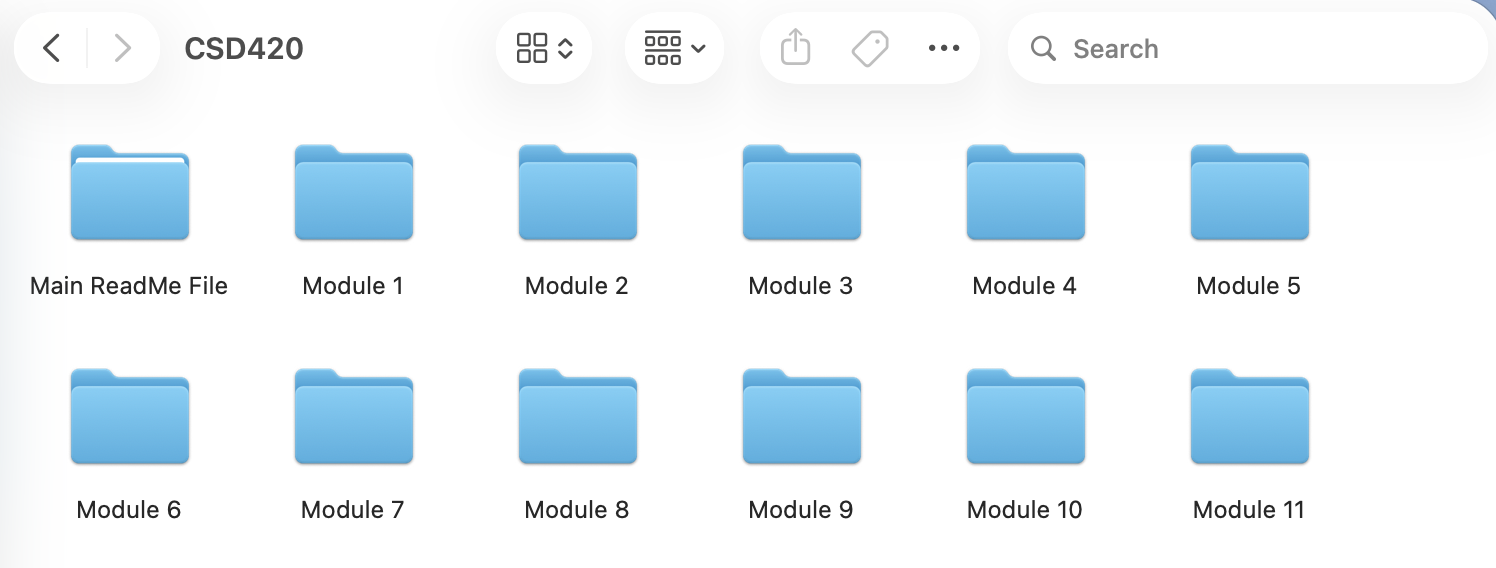 CSD420
Search
Main ReadMe File
Module 1
Module 2
Module 3
Module 4
Module 5
Module 6
Module 7
Module 8
Module 9
Module 10
Module 11